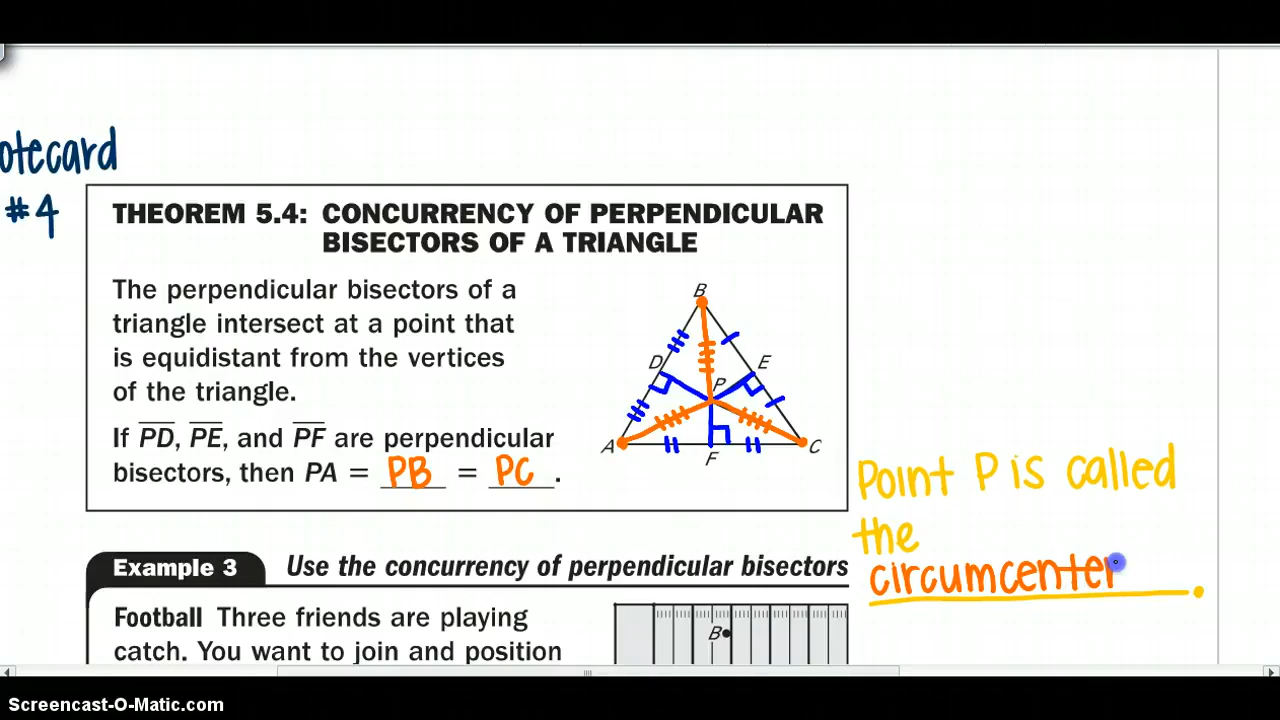 otecard
#4
THEOREM 5.4: CONCURRENCY OF PERPENDICULAR
BISECTORS OF A TRIANGLE
The perpendicular bisectors of a
triangle intersect at a point that
is equidistant from the vertices
of the triangle.
If PD, PE, and PF are perpendicular
bisectors, then PA = PB = PC.
B
D
E
P
A
F
C
Point P is called
the
circumcenter.
Example 3
Use the concurrency of perpendicular bisectors
Football Three friends are playing
catch. You want to join and position
B
Screencast-O-Matic.com